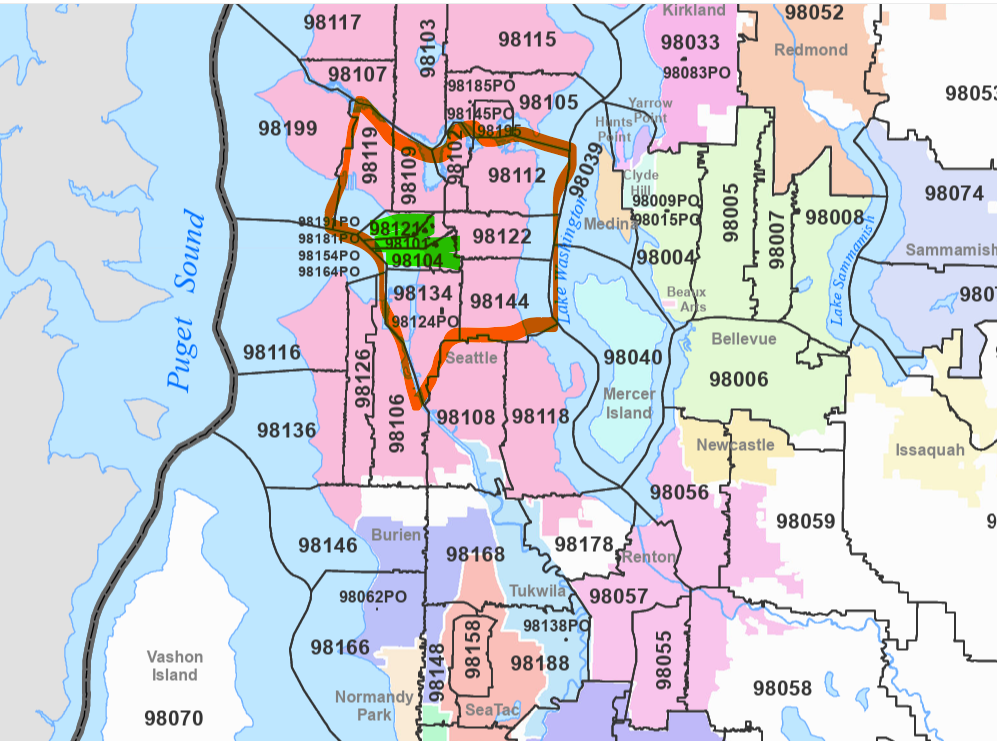 98117
98103
98115
Kirkland
98033
98083PO
98052
Redmond
98053
98107
98185PO
98145PO
98195
98105
98199
98119
98109
98102
98112
Yarrow
Point
Hunts
Point
98039
Clyde
Hill
Medina
98009PO
98015PO
98004
98005
98007
98008
98074
Sammamish
Lake Sammamish
Puget Sound
98191PO
98181PO
98154PO
98164PO
98121
98101
98104
98122
Lake Washington
98134
98124PO
98144
Beaux
Arts
Bellevue
98006
98116
98126
98106
98136
Seattle
98108
98118
98040
Mercer
Island
Newcastle
Issaquah
98056
98059
98146
Burien
98168
98178
Renton
98057
98055
98058
98062PO
98166
98148
98158
98188
Tukwila
98138PO
SeaTac
Normandy
Park
Vashon
Island
98070